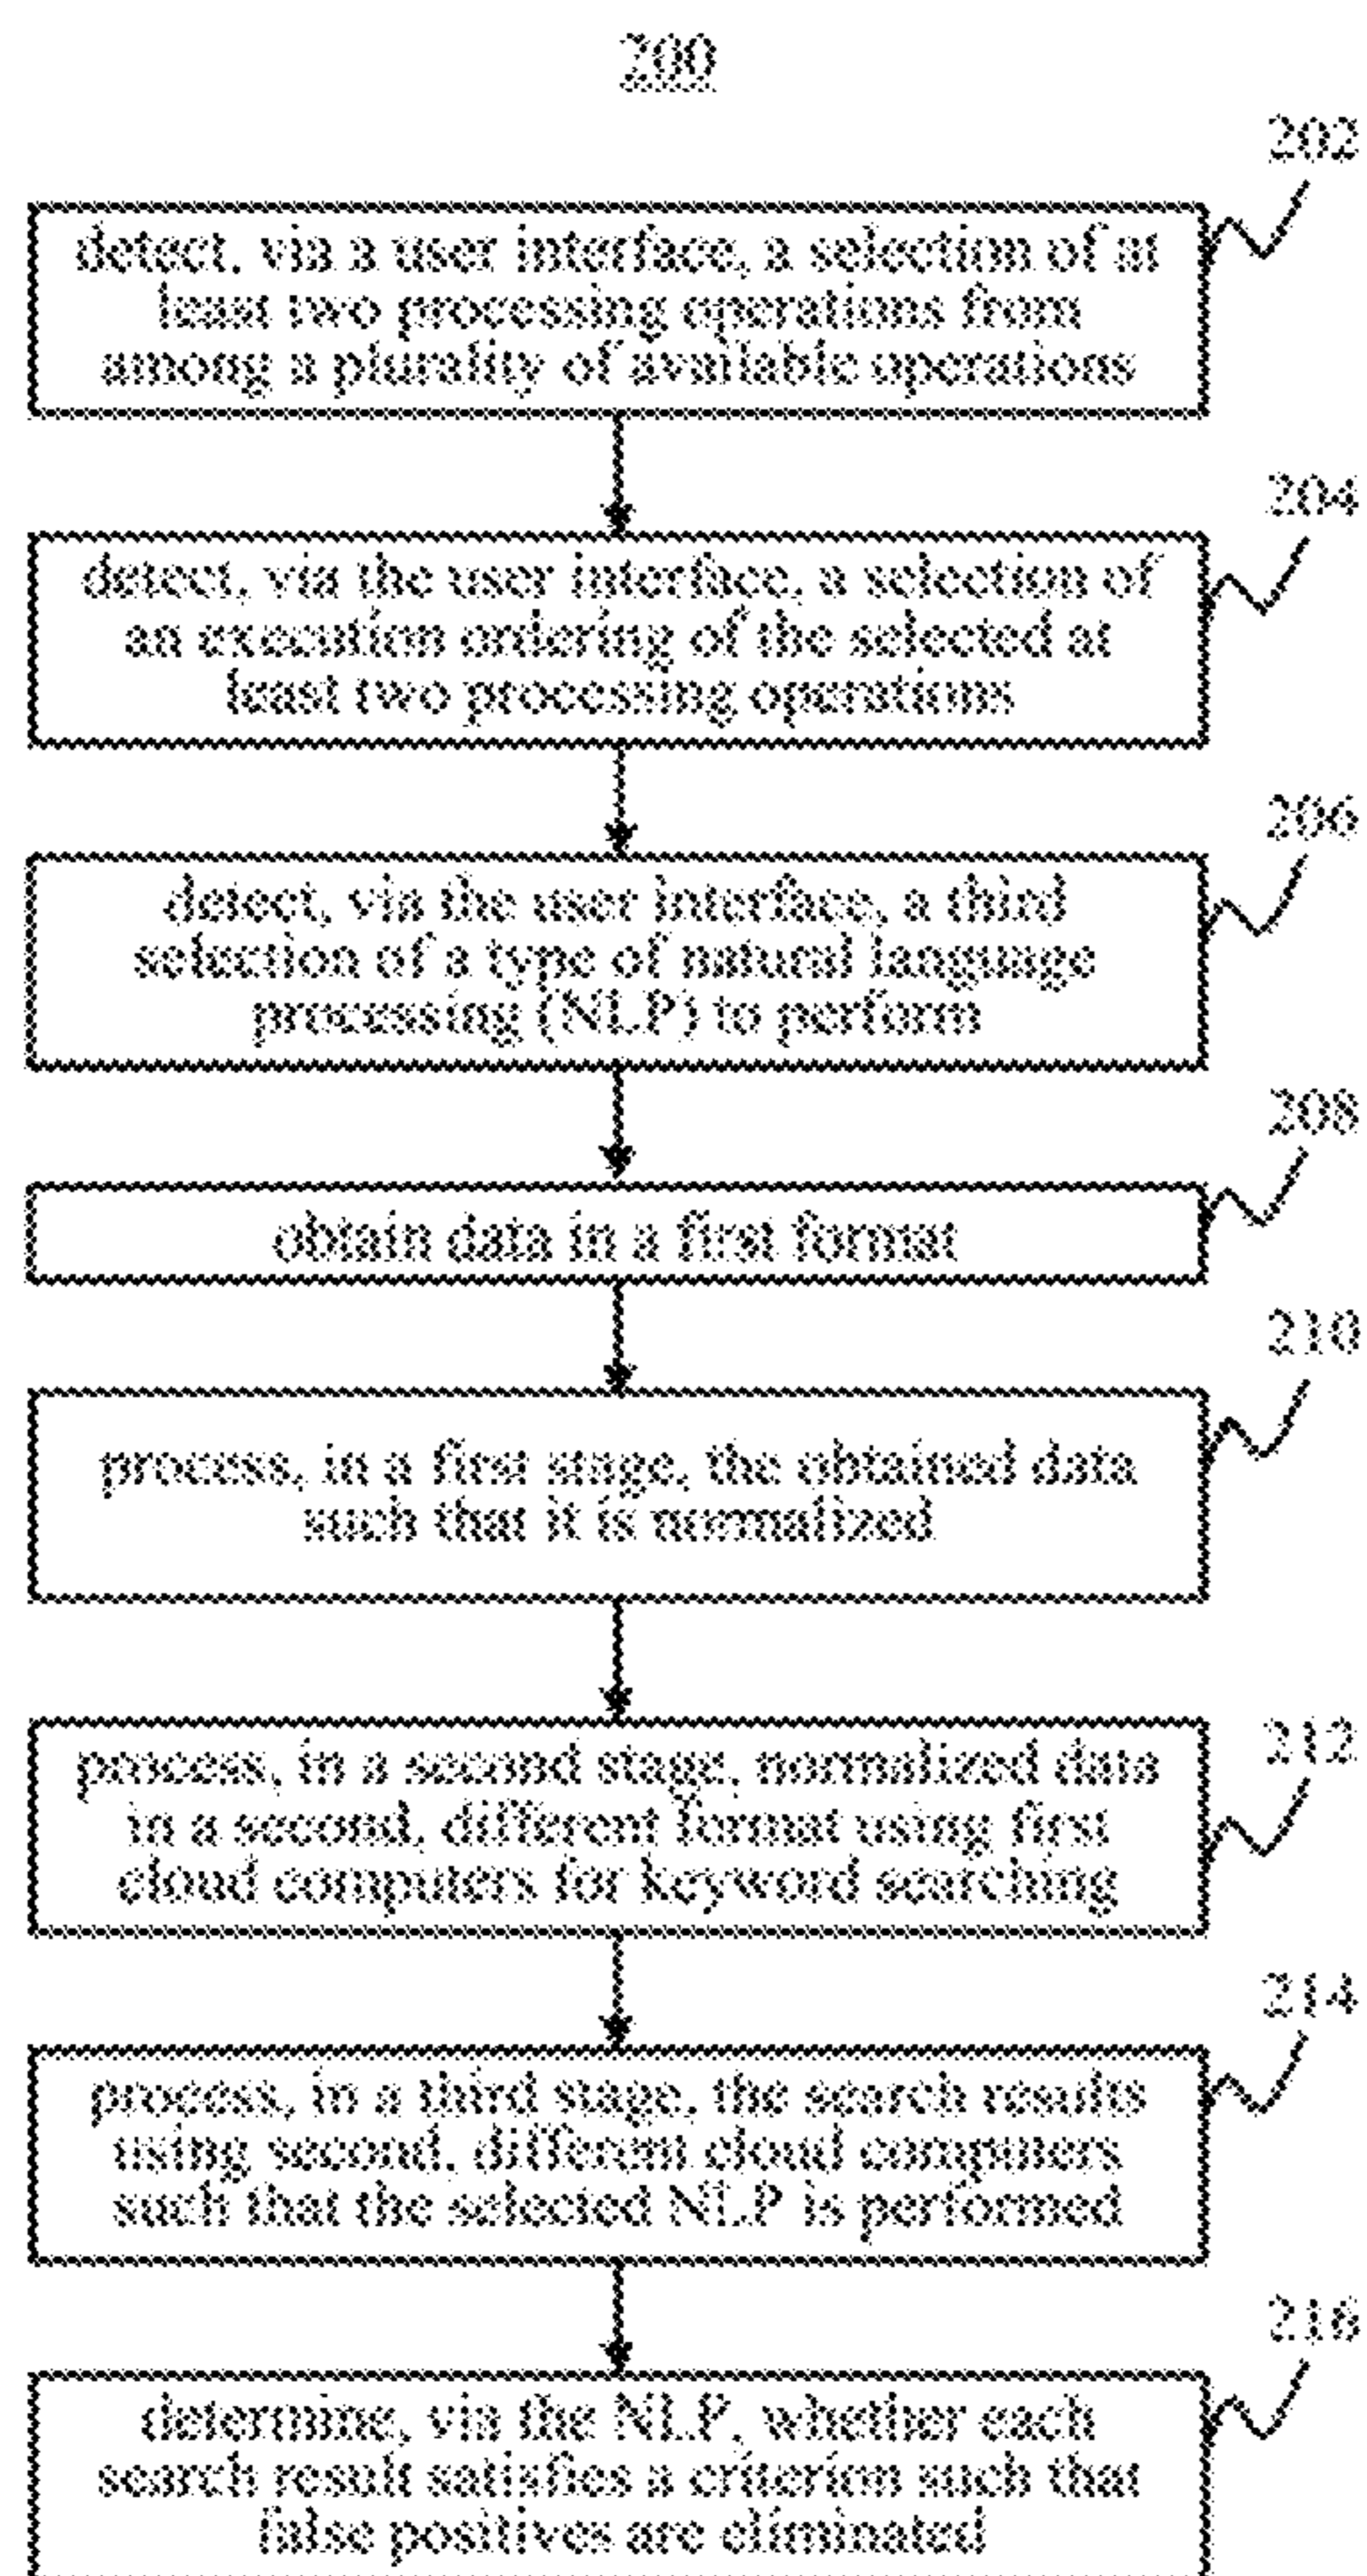 200
202
detect, via a user interface, a selection of at
least two processing operations from
among a plurality of available operations
204
detect, via the user interface, a selection of
an execution ordering of the selected at
least two processing operations
206
detect, via the user interface, a third
selection of a type of natural language
processing (NLP) to perform
208
obtain data in a first format
210
process, in a first stage, the obtained data
such that it is normalized
212
process, in a second stage, normalized data
in a second, different format using first
cloud computers for keyword searching
214
process, in a third stage, the search results
using second, different cloud computers
such that the selected NLP is performed
216
determine, via the NLP, whether each
search result satisfies a criterion such that
false positives are eliminated